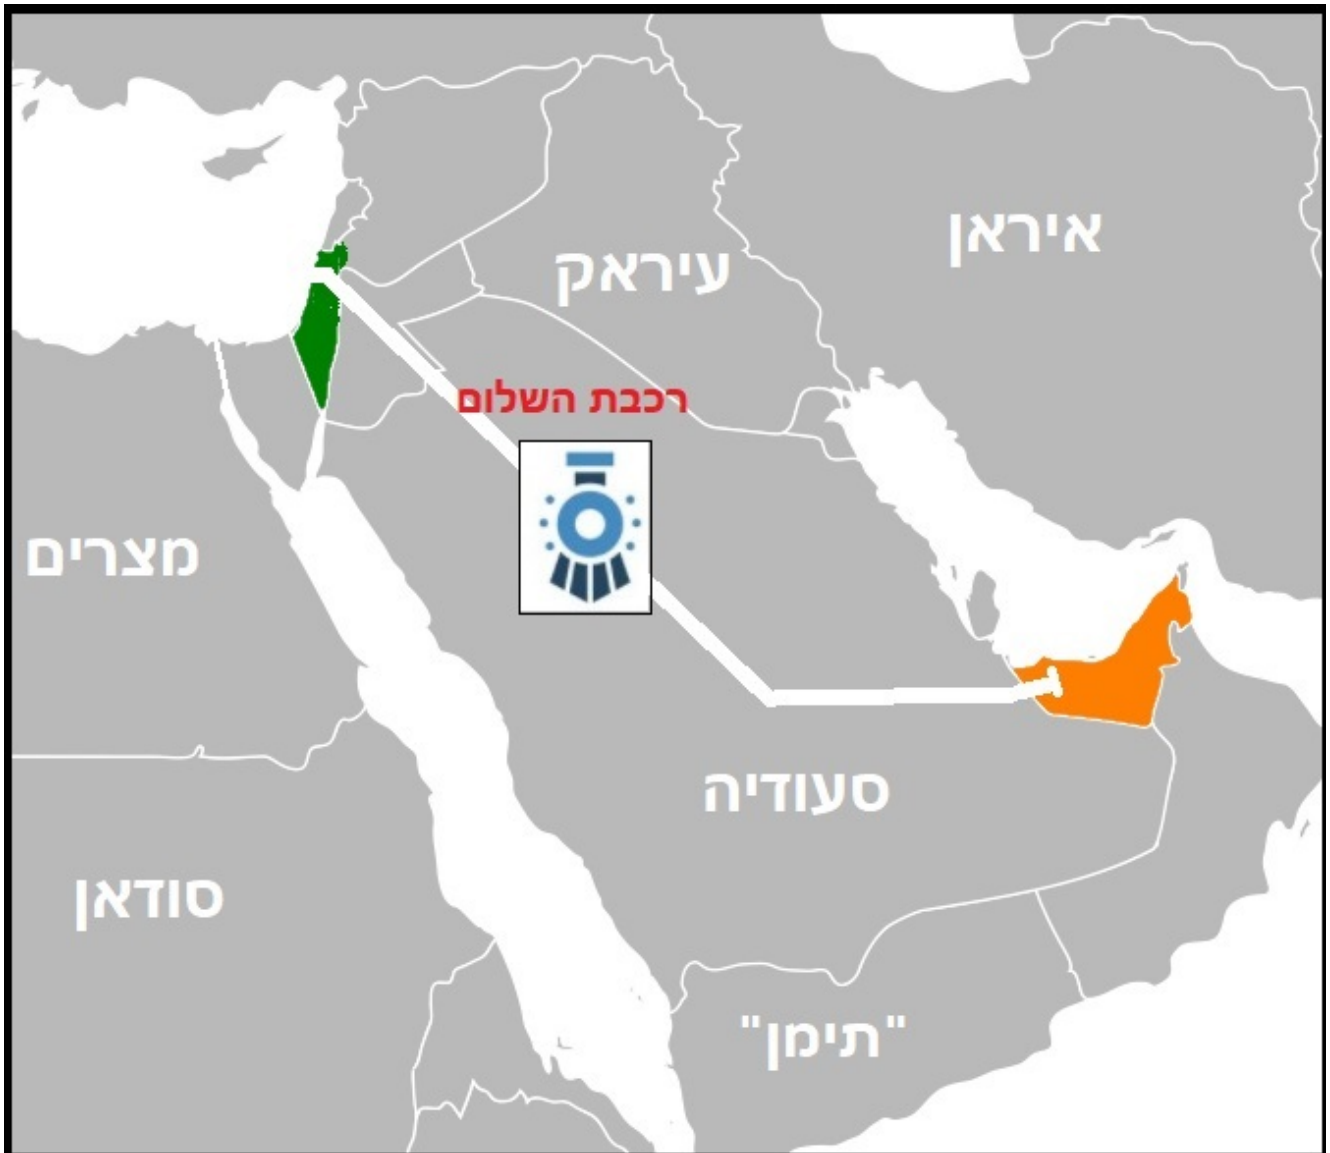 איראן
עיראק
רכבת השלום
מצרים
סעודיה
סודאן
"תימן"